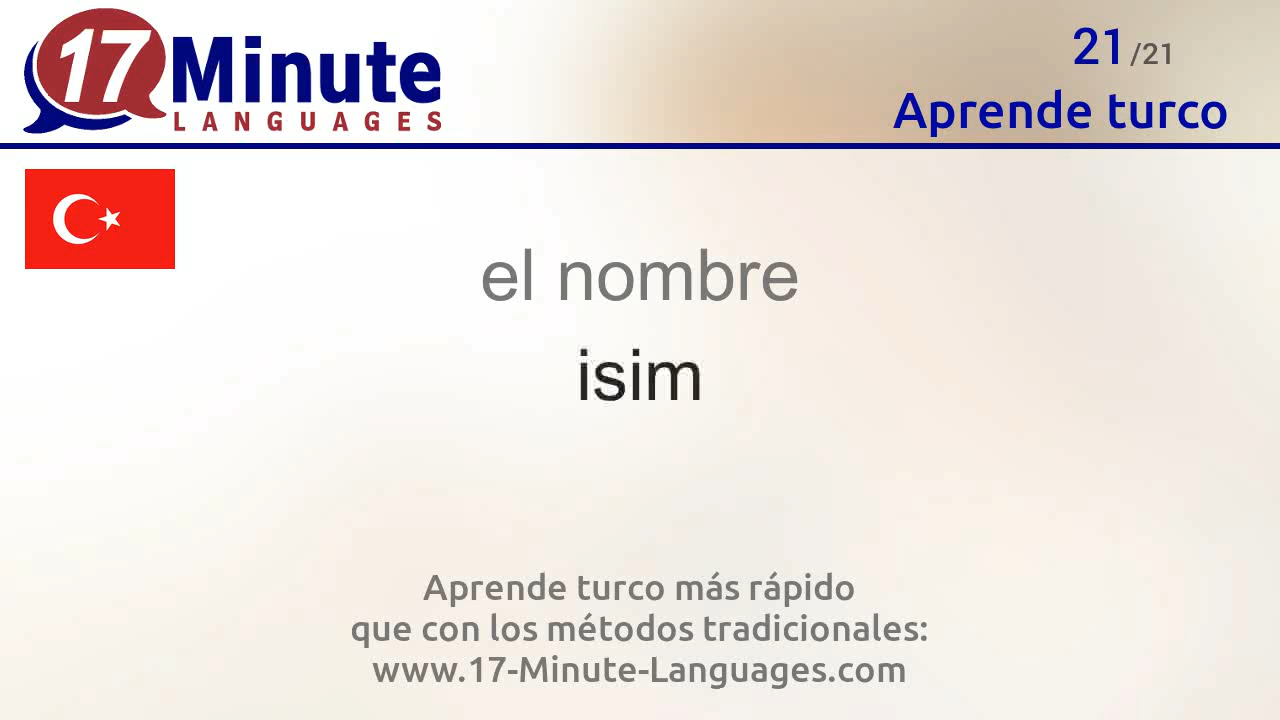 17 Minute
LANGUAGES
21/21
Aprende turco
el nombre
isim
Aprende turco más rápido
que con los métodos tradicionales:
www.17-Minute-Languages.com